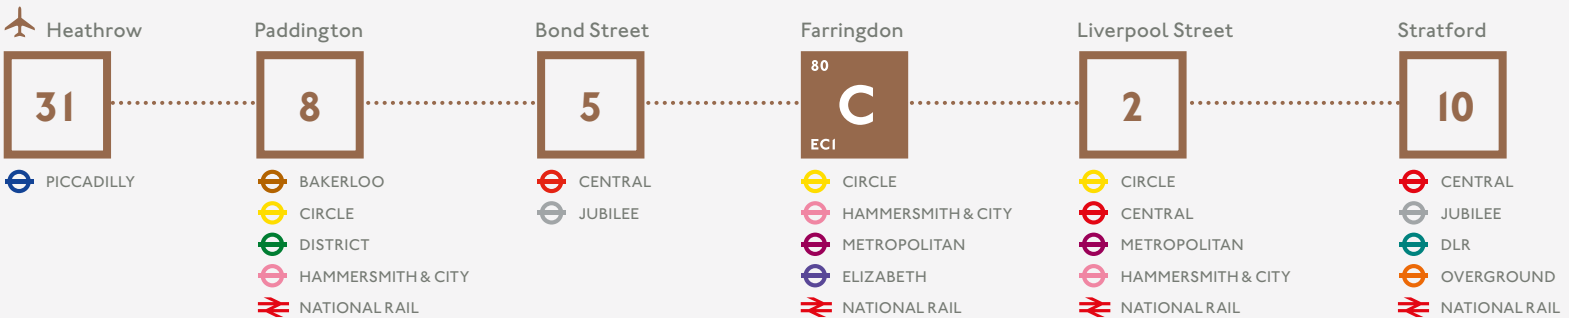 Heathrow
31
PICCADILLY
Paddington
8
BAKERLOO
CIRCLE
DISTRICT
HAMMERSMITH & CITY
NATIONAL RAIL
Bond Street
5
CENTRAL
JUBILEE
Farringdon
80
C
EC1
CIRCLE
HAMMERSMITH & CITY
METROPOLITAN
ELIZABETH
NATIONAL RAIL
Liverpool Street
2
CIRCLE
CENTRAL
METROPOLITAN
HAMMERSMITH & CITY
NATIONAL RAIL
Stratford
10
CENTRAL
JUBILEE
DLR
OVERGROUND
NATIONAL RAIL